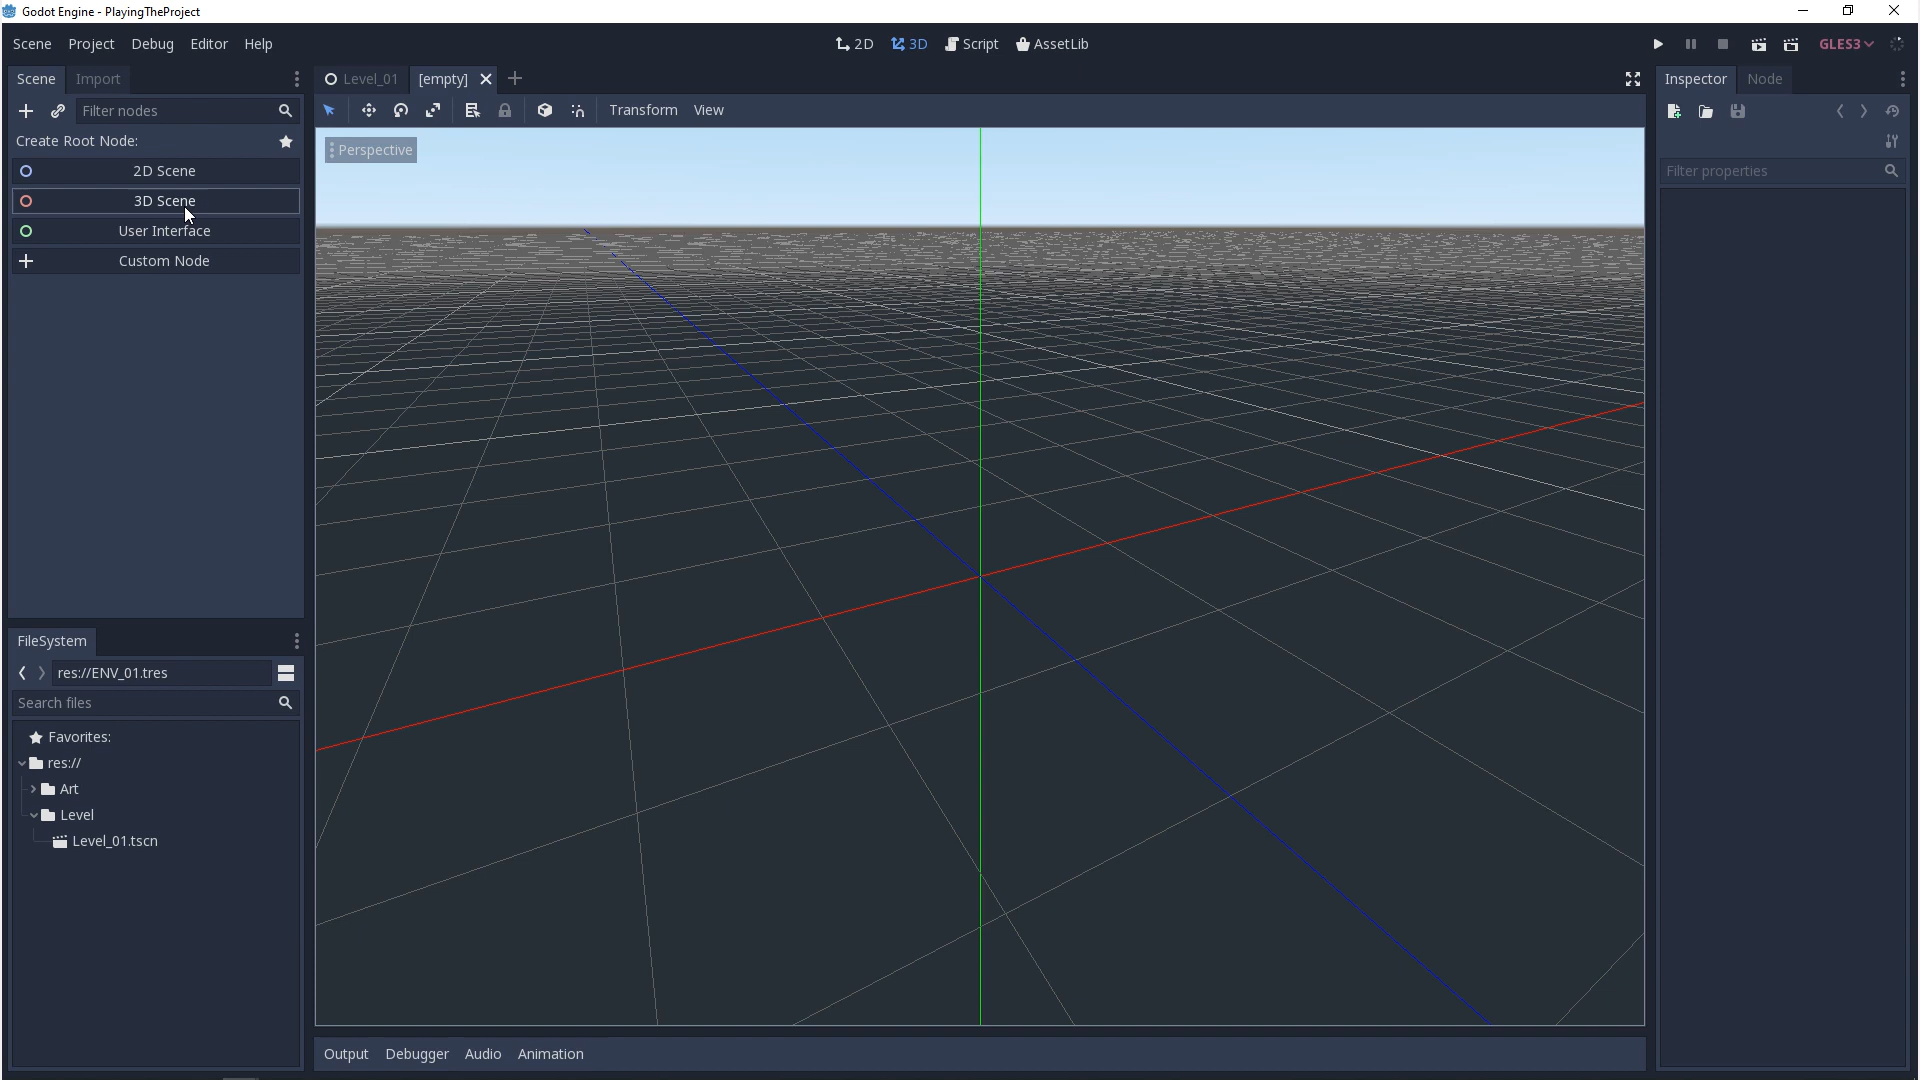 Godot Engine - PlayingTheProject
Scene Project Debug Editor Help
2D 3D Script AssetLib
GLES3
Scene Import
Level_01 [empty]
Inspector Node
Filter nodes
Transform View
Create Root Node:
Perspective
2D Scene
3D Scene
User Interface
Custom Node
Filter properties
FileSystem
res://ENV_01.tres
Search files
Favorites:
res://
Art
Level
Level_01.tscn
Output Debugger Audio Animation